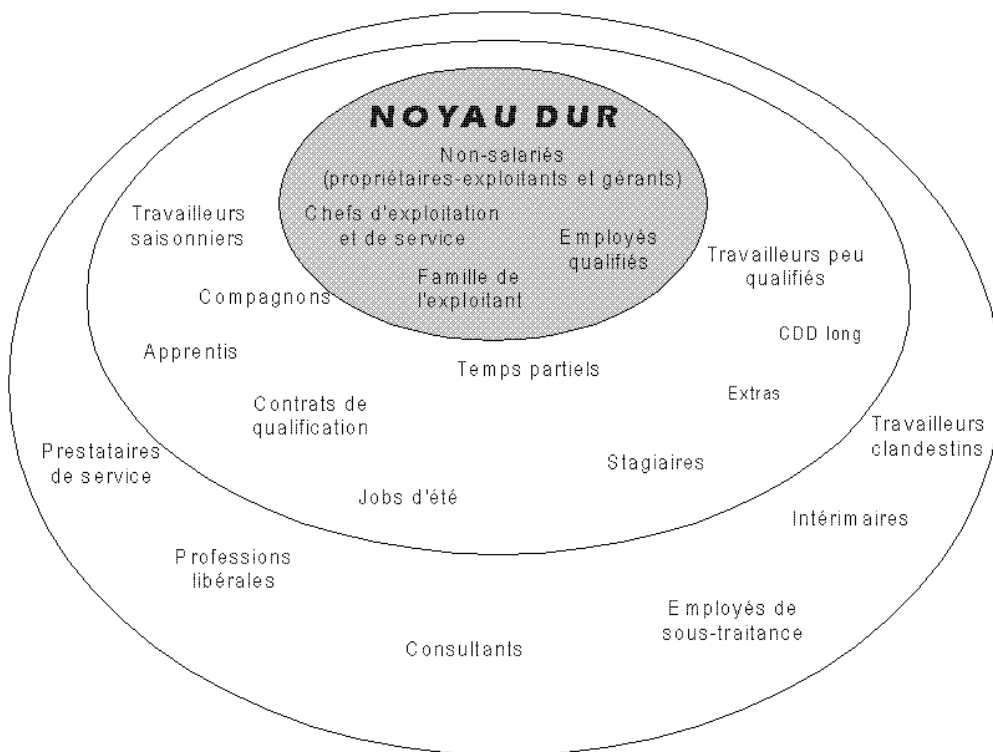 NOYAU DUR
Non-salariés
(propriétaires-exploitants et gérants)
Chefs d'exploitation
et de service
Employés
qualifiés
Famille de
l'exploitant
Travailleurs
saisonniers
Compagnons
Apprentis
Contrats de
qualification
Jobs d'été
Temps partiels
Stagiaires
Extras
CDD long
Travailleurs peu
qualifiés
Prestataires
de service
Professions
libérales
Consultants
Employés de
sous-traitance
Intérimaires
Travailleurs
clandestins